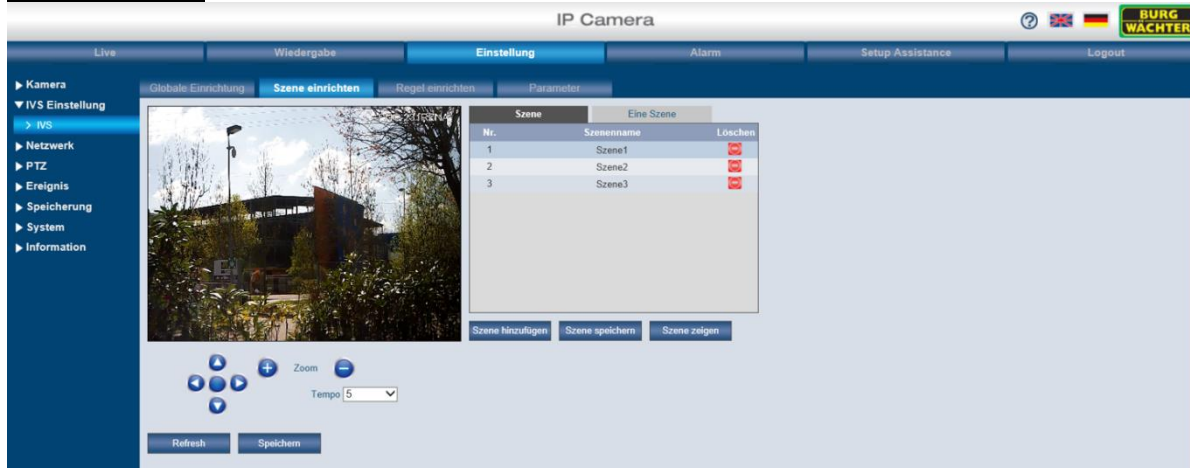 IP Camera
?
BURG
WÄCHTER
Live
Wiedergabe
Einstellung
Alarm
Setup Assistance
Logout
Kamera
IVS Einstellung
> IVS
Netzwerk
PTZ
Ereignis
Speicherung
System
Information
Globale Einrichtung
Szene einrichten
Regel einrichten
Parameter
Szene
Eine Szene
Nr. Szenenname Löschen
1 Szene1
2 Szene2
3 Szene3
Szene hinzufügen
Szene speichern
Szene zeigen
Zoom
Tempo 5
Refresh
Speichern